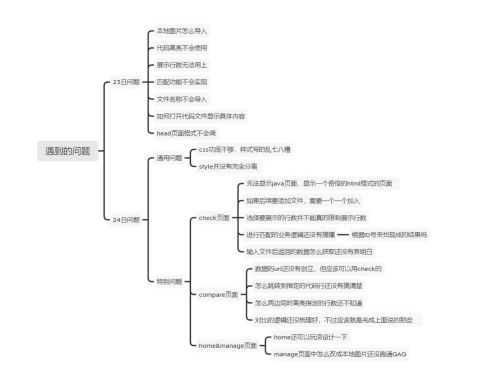 遇到的问题
23日问题
本地图片怎么导入
代码高亮不会使用
展示行数无法用上
匹配功能不会实现
文件名称不会导入
如何打开代码文件显示具体内容
head页面格式不会调
24日问题
通用问题
css功底不够，样式写的乱七八糟
style并没有完全分离
特别问题
check页面
无法显示java页面，显示一个奇怪的html格式的页面
如果后续要添加文件，需要一个一个加入
选择要展示的行数并不能真的限制展示行数
进行匹配的业务逻辑还没有搞懂
根据ID号来找现成的结果吗
输入文件后返回的数据怎么获取还没有弄明白
compare页面
数据的url还没有创立，但应该可以用check的
怎么跳转到指定的代码行还没有搞清楚
怎么两边同时高亮指定的行数还不知道
对比的逻辑还没梳理好，不过应该就是完成上面说的那些
home&manage页面
home还可以再活设计一下
manage页面中怎么改成本地图片还没跑通QAQ